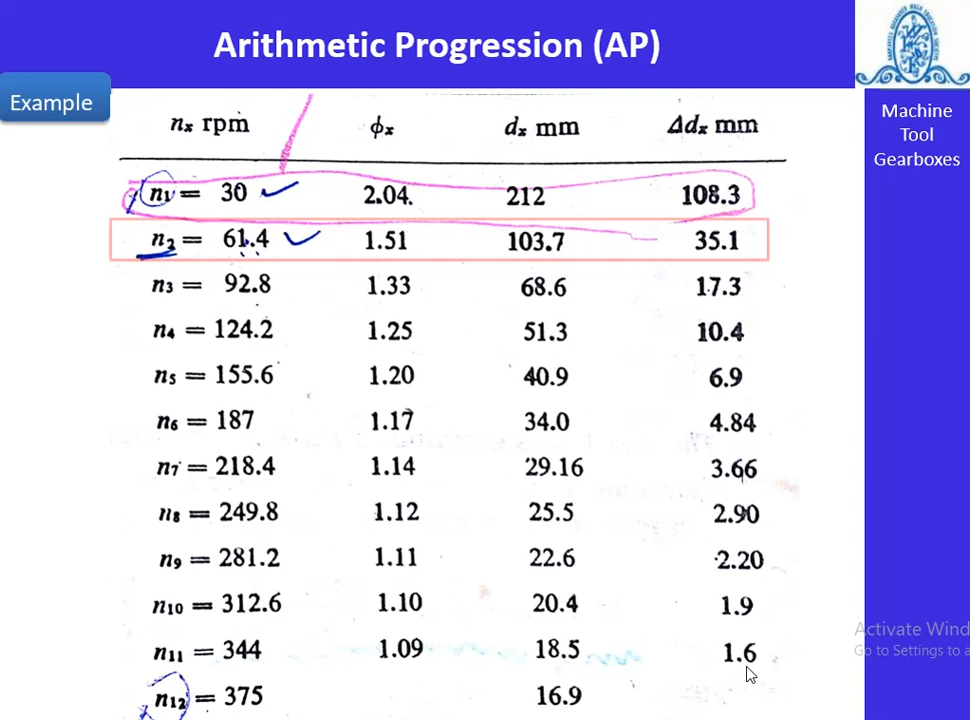 Arithmetic Progression (AP)
Example
Machine
Tool
Gearboxes
nx rpm ϕx dx mm Δdx mm
n1 = 30 2.04. 212 108.3
n2 = 61.4 1.51 103.7 35.1
n3 = 92.8 1.33 68.6 17.3
n4 = 124.2 1.25 51.3 10.4
n5 = 155.6 1.20 40.9 6.9
n6 = 187 1.17 34.0 4.84
n7 = 218.4 1.14 29.16 3.66
n8 = 249.8 1.12 25.5 2.90
n9 = 281.2 1.11 22.6 2.20
n10 = 312.6 1.10 20.4 1.9
n11 = 344 1.09 18.5 1.6
n12 = 375 16.9
Activate Wind
Go to Settings to a